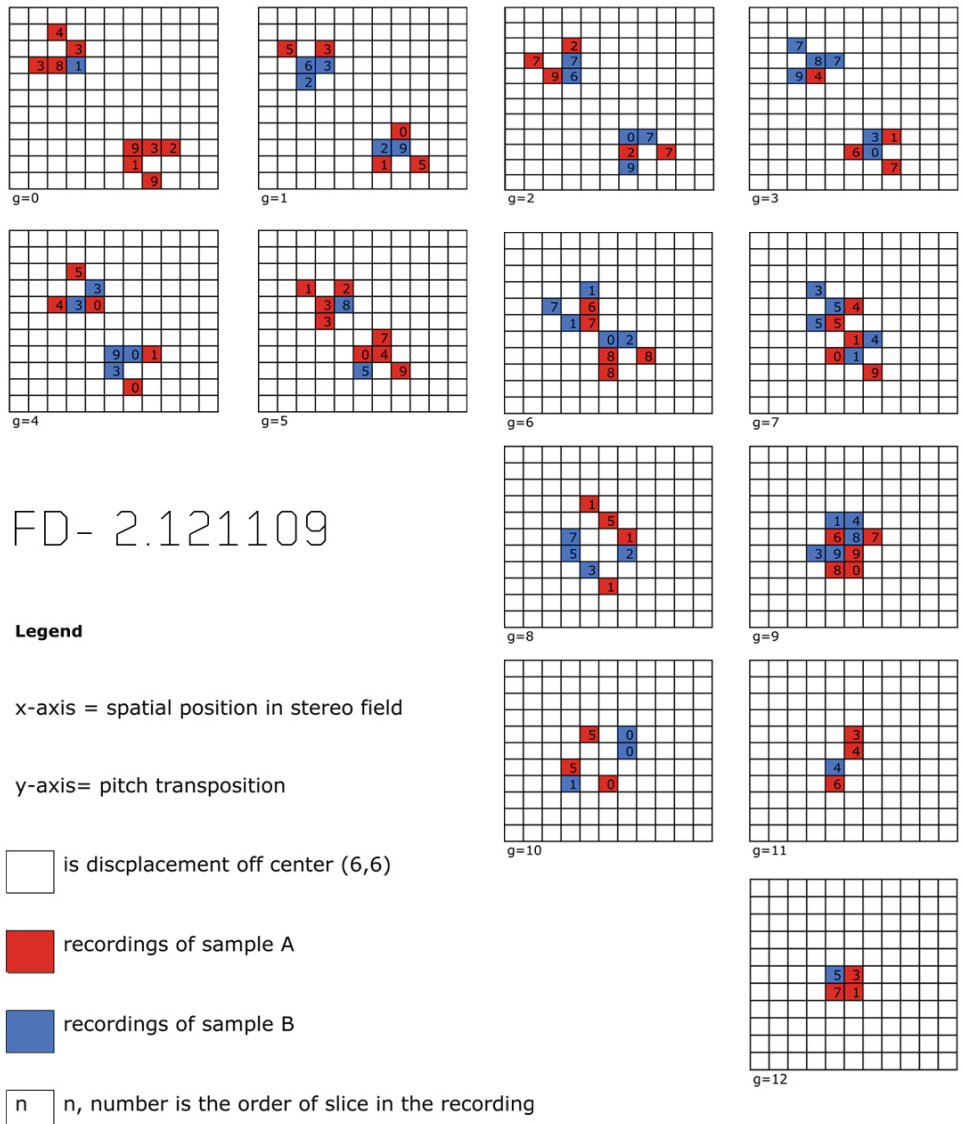 4
3
3 8 1
9 3 2
1
9
g=0
5 3
6 3
2
0
2 9
1 5
g=1
2
7 7
9 6
0 7
2 7
9
g=2
7
8 7
9 4
3 1
6 0
7
g=3
5
3
4 3 0
9 0 1
3
0
g=4
1 2
3 8
3
7
0 4
5 9
g=5
1
7 6
1 7
0 2
8 8
8
g=6
3
5 4
5 5
1 4
0 1
9
g=7
1
5
7 1
5 2
3
1
g=8
1 4
6 8 7
3 9 9
8 0
g=9
5 0
0
5
1 0
g=10
3
4
4
6
g=11
5 3
7 1
g=12
FD- 2.121109
Legend
x-axis = spatial position in stereo field
y-axis= pitch transposition
is discplacement off center (6,6)
recordings of sample A
recordings of sample B
n n, number is the order of slice in the recording